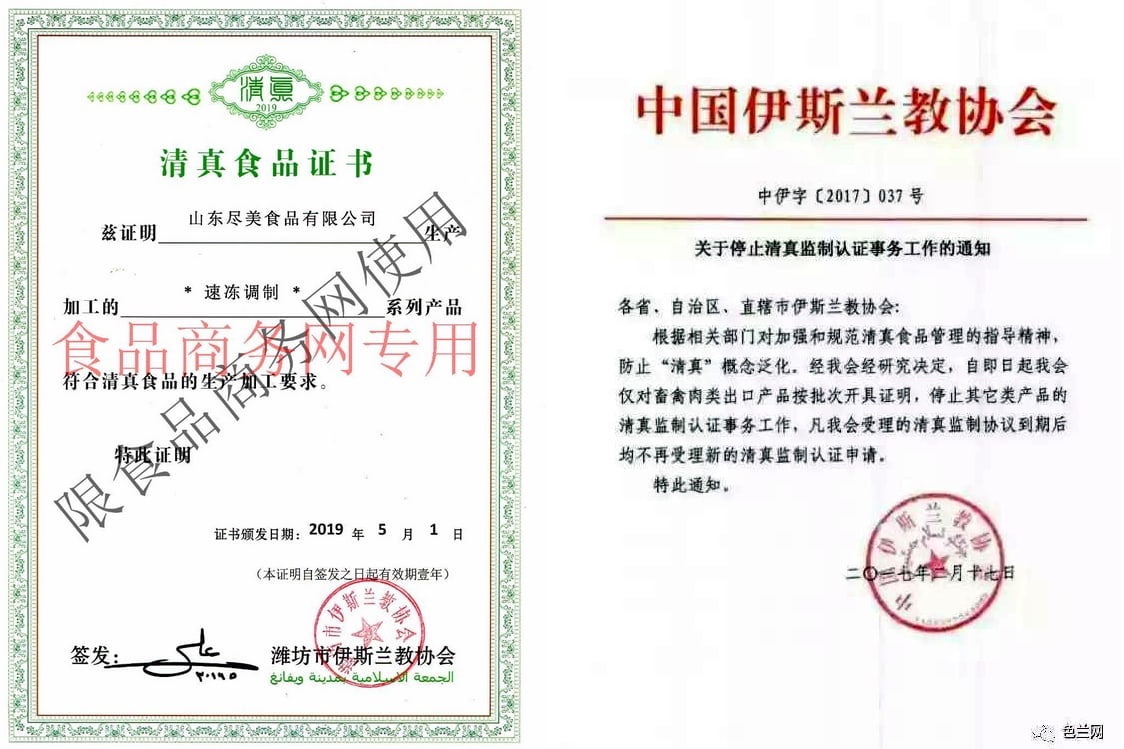 清真
2019
清真食品证书
兹证明 山东尽美食品有限公司 生产
加工的 * 速冻调制 * 系列产品
符合清真食品的生产加工要求。
特此证明
证书颁发日期：2019 年 5 月 1 日
（本证明自签发之日起有效期壹年）
签发：
潍坊市伊斯兰教协会
الجمعة الاسلامية بمدينة ويفانغ
潍坊市伊斯兰教协会
食品商务网专用
限食品商务网使用
中国伊斯兰教协会
中伊字〔2017〕037 号
关于停止清真监制认证事务工作的通知
各省、自治区、直辖市伊斯兰教协会:
根据相关部门对加强和规范清真食品管理的指导精神，
防止“清真”概念泛化。经我会经研究决定，自即日起我会
仅对畜禽肉类出口产品按批次开具证明，停止其它类产品的
清真监制认证事务工作，凡我会受理的清真监制协议到期后
均不再受理新的清真监制认证申请。
特此通知。
二〇一七年二月十七日
中国伊斯兰教协会
色兰网